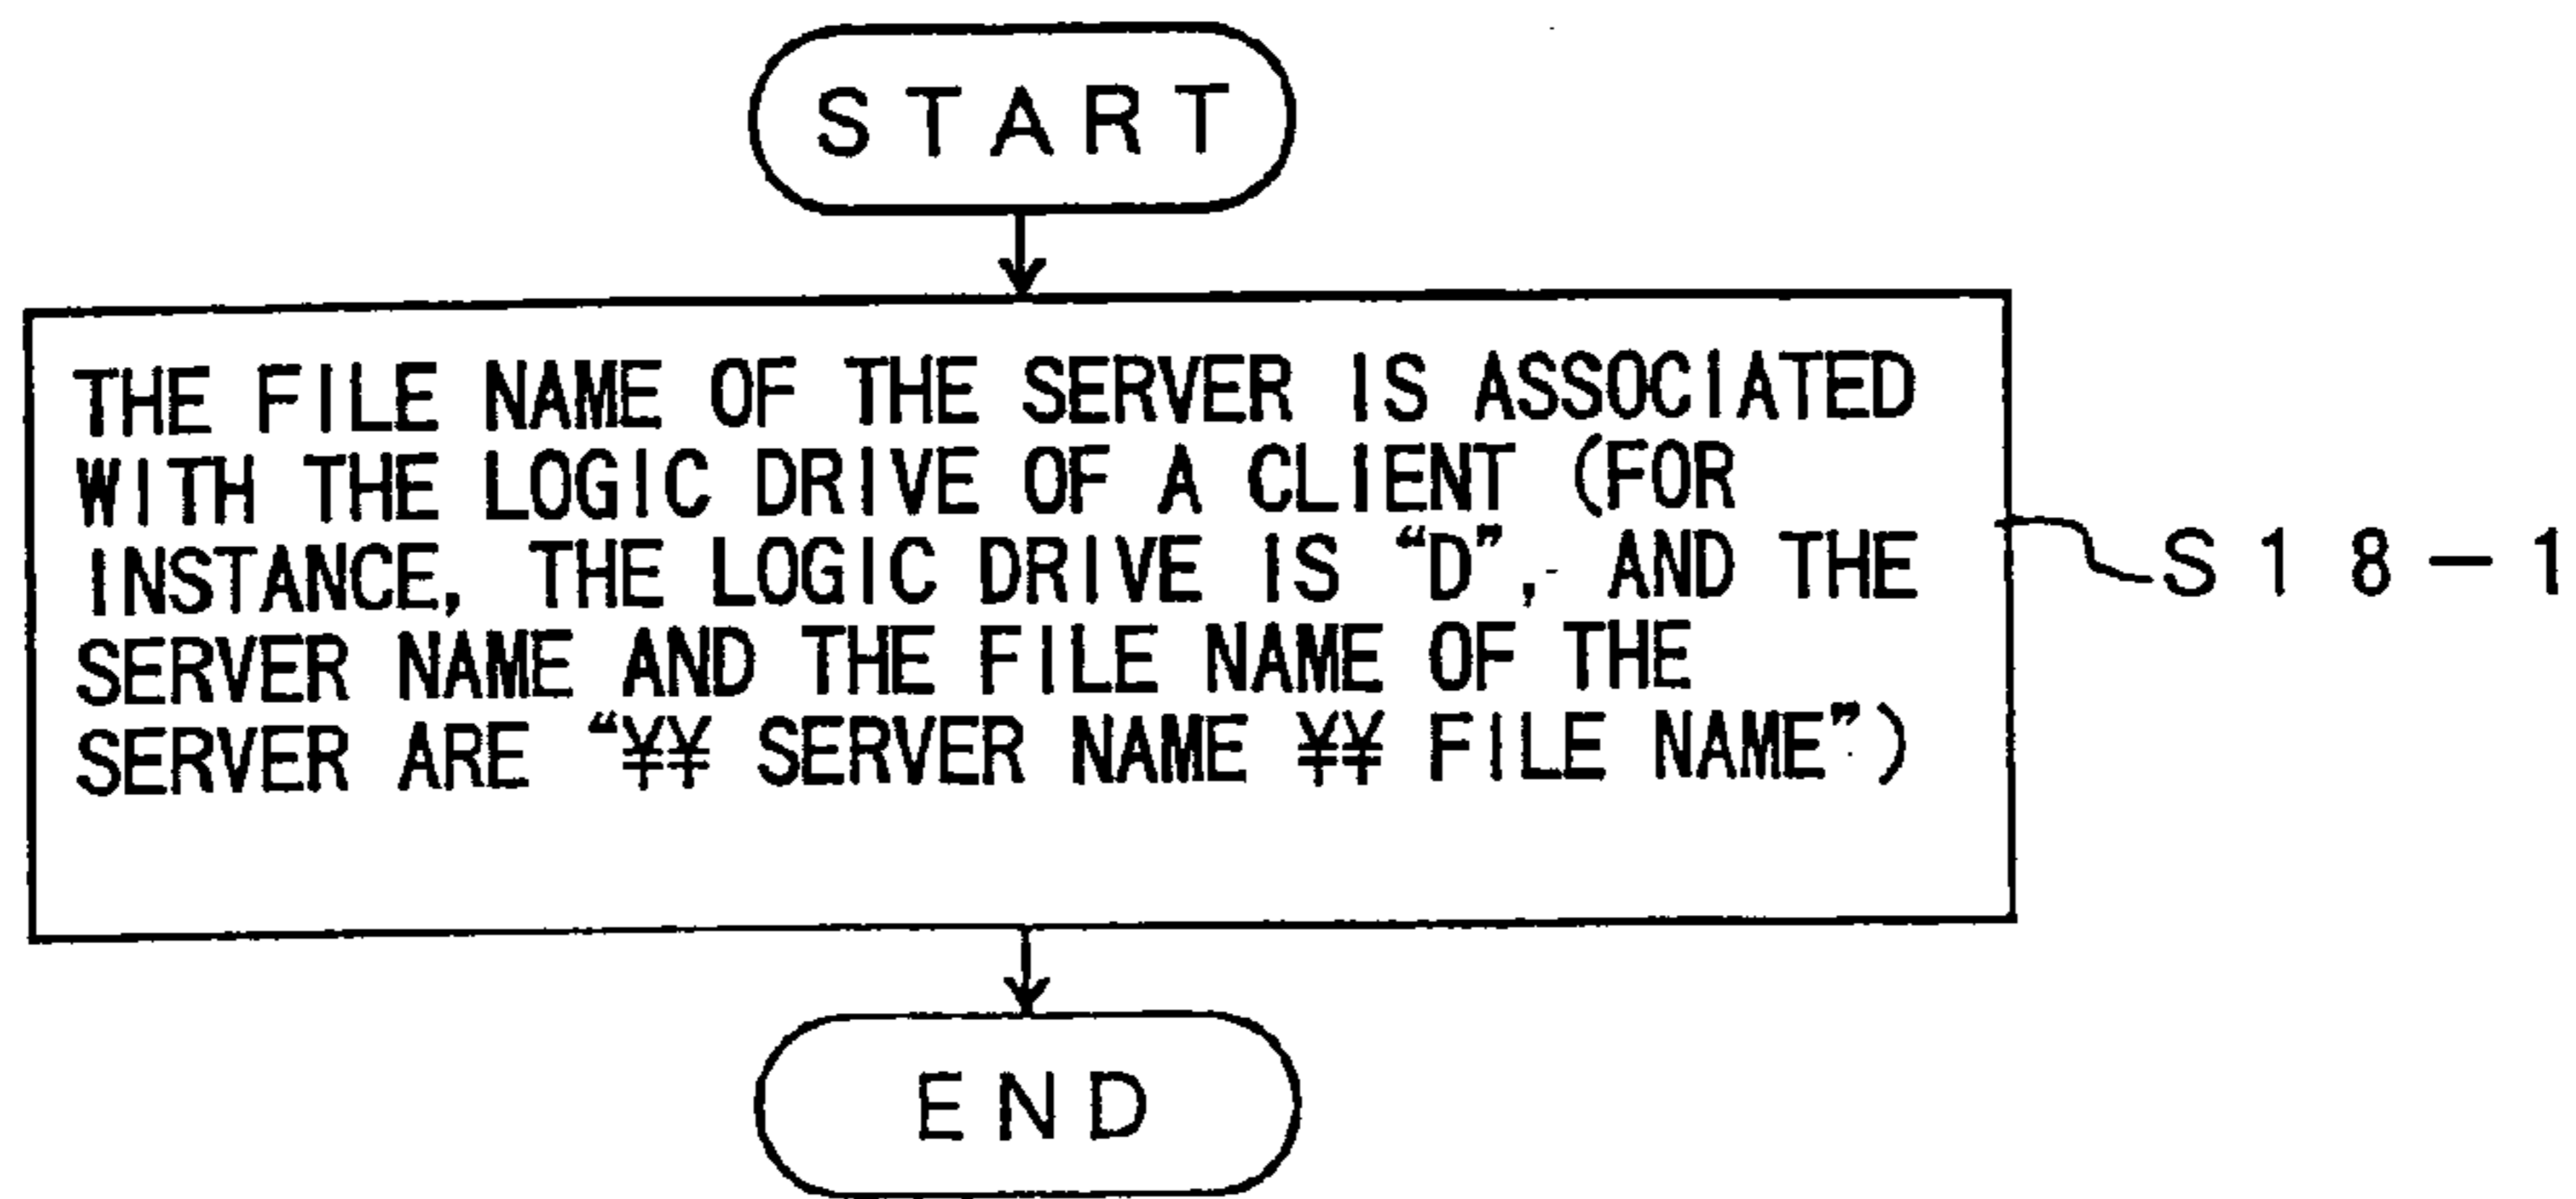 START
THE FILE NAME OF THE SERVER IS ASSOCIATED
WITH THE LOGIC DRIVE OF A CLIENT (FOR
INSTANCE, THE LOGIC DRIVE IS “D”, AND THE
SERVER NAME AND THE FILE NAME OF THE
SERVER ARE “¥¥ SERVER NAME ¥¥ FILE NAME”)
S18-1
END